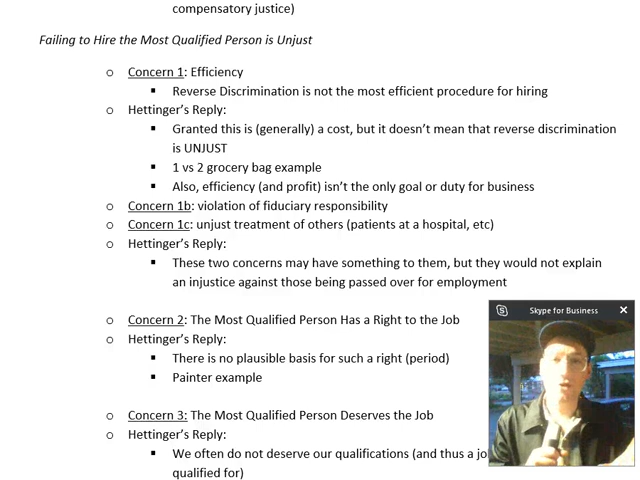 compensatory justice)
Failing to Hire the Most Qualified Person is Unjust
o Concern 1: Efficiency
▪ Reverse Discrimination is not the most efficient procedure for hiring
o Hettinger’s Reply:
▪ Granted this is (generally) a cost, but it doesn’t mean that reverse discrimination
is UNJUST
▪ 1 vs 2 grocery bag example
▪ Also, efficiency (and profit) isn’t the only goal or duty for business
o Concern 1b: violation of fiduciary responsibility
o Concern 1c: unjust treatment of others (patients at a hospital, etc)
o Hettinger’s Reply:
▪ These two concerns may have something to them, but they would not explain
an injustice against those being passed over for employment
o Concern 2: The Most Qualified Person Has a Right to the Job
o Hettinger’s Reply:
▪ There is no plausible basis for such a right (period)
▪ Painter example
o Concern 3: The Most Qualified Person Deserves the Job
o Hettinger’s Reply:
▪ We often do not deserve our qualifications (and thus a jo
qualified for)
Skype for Business